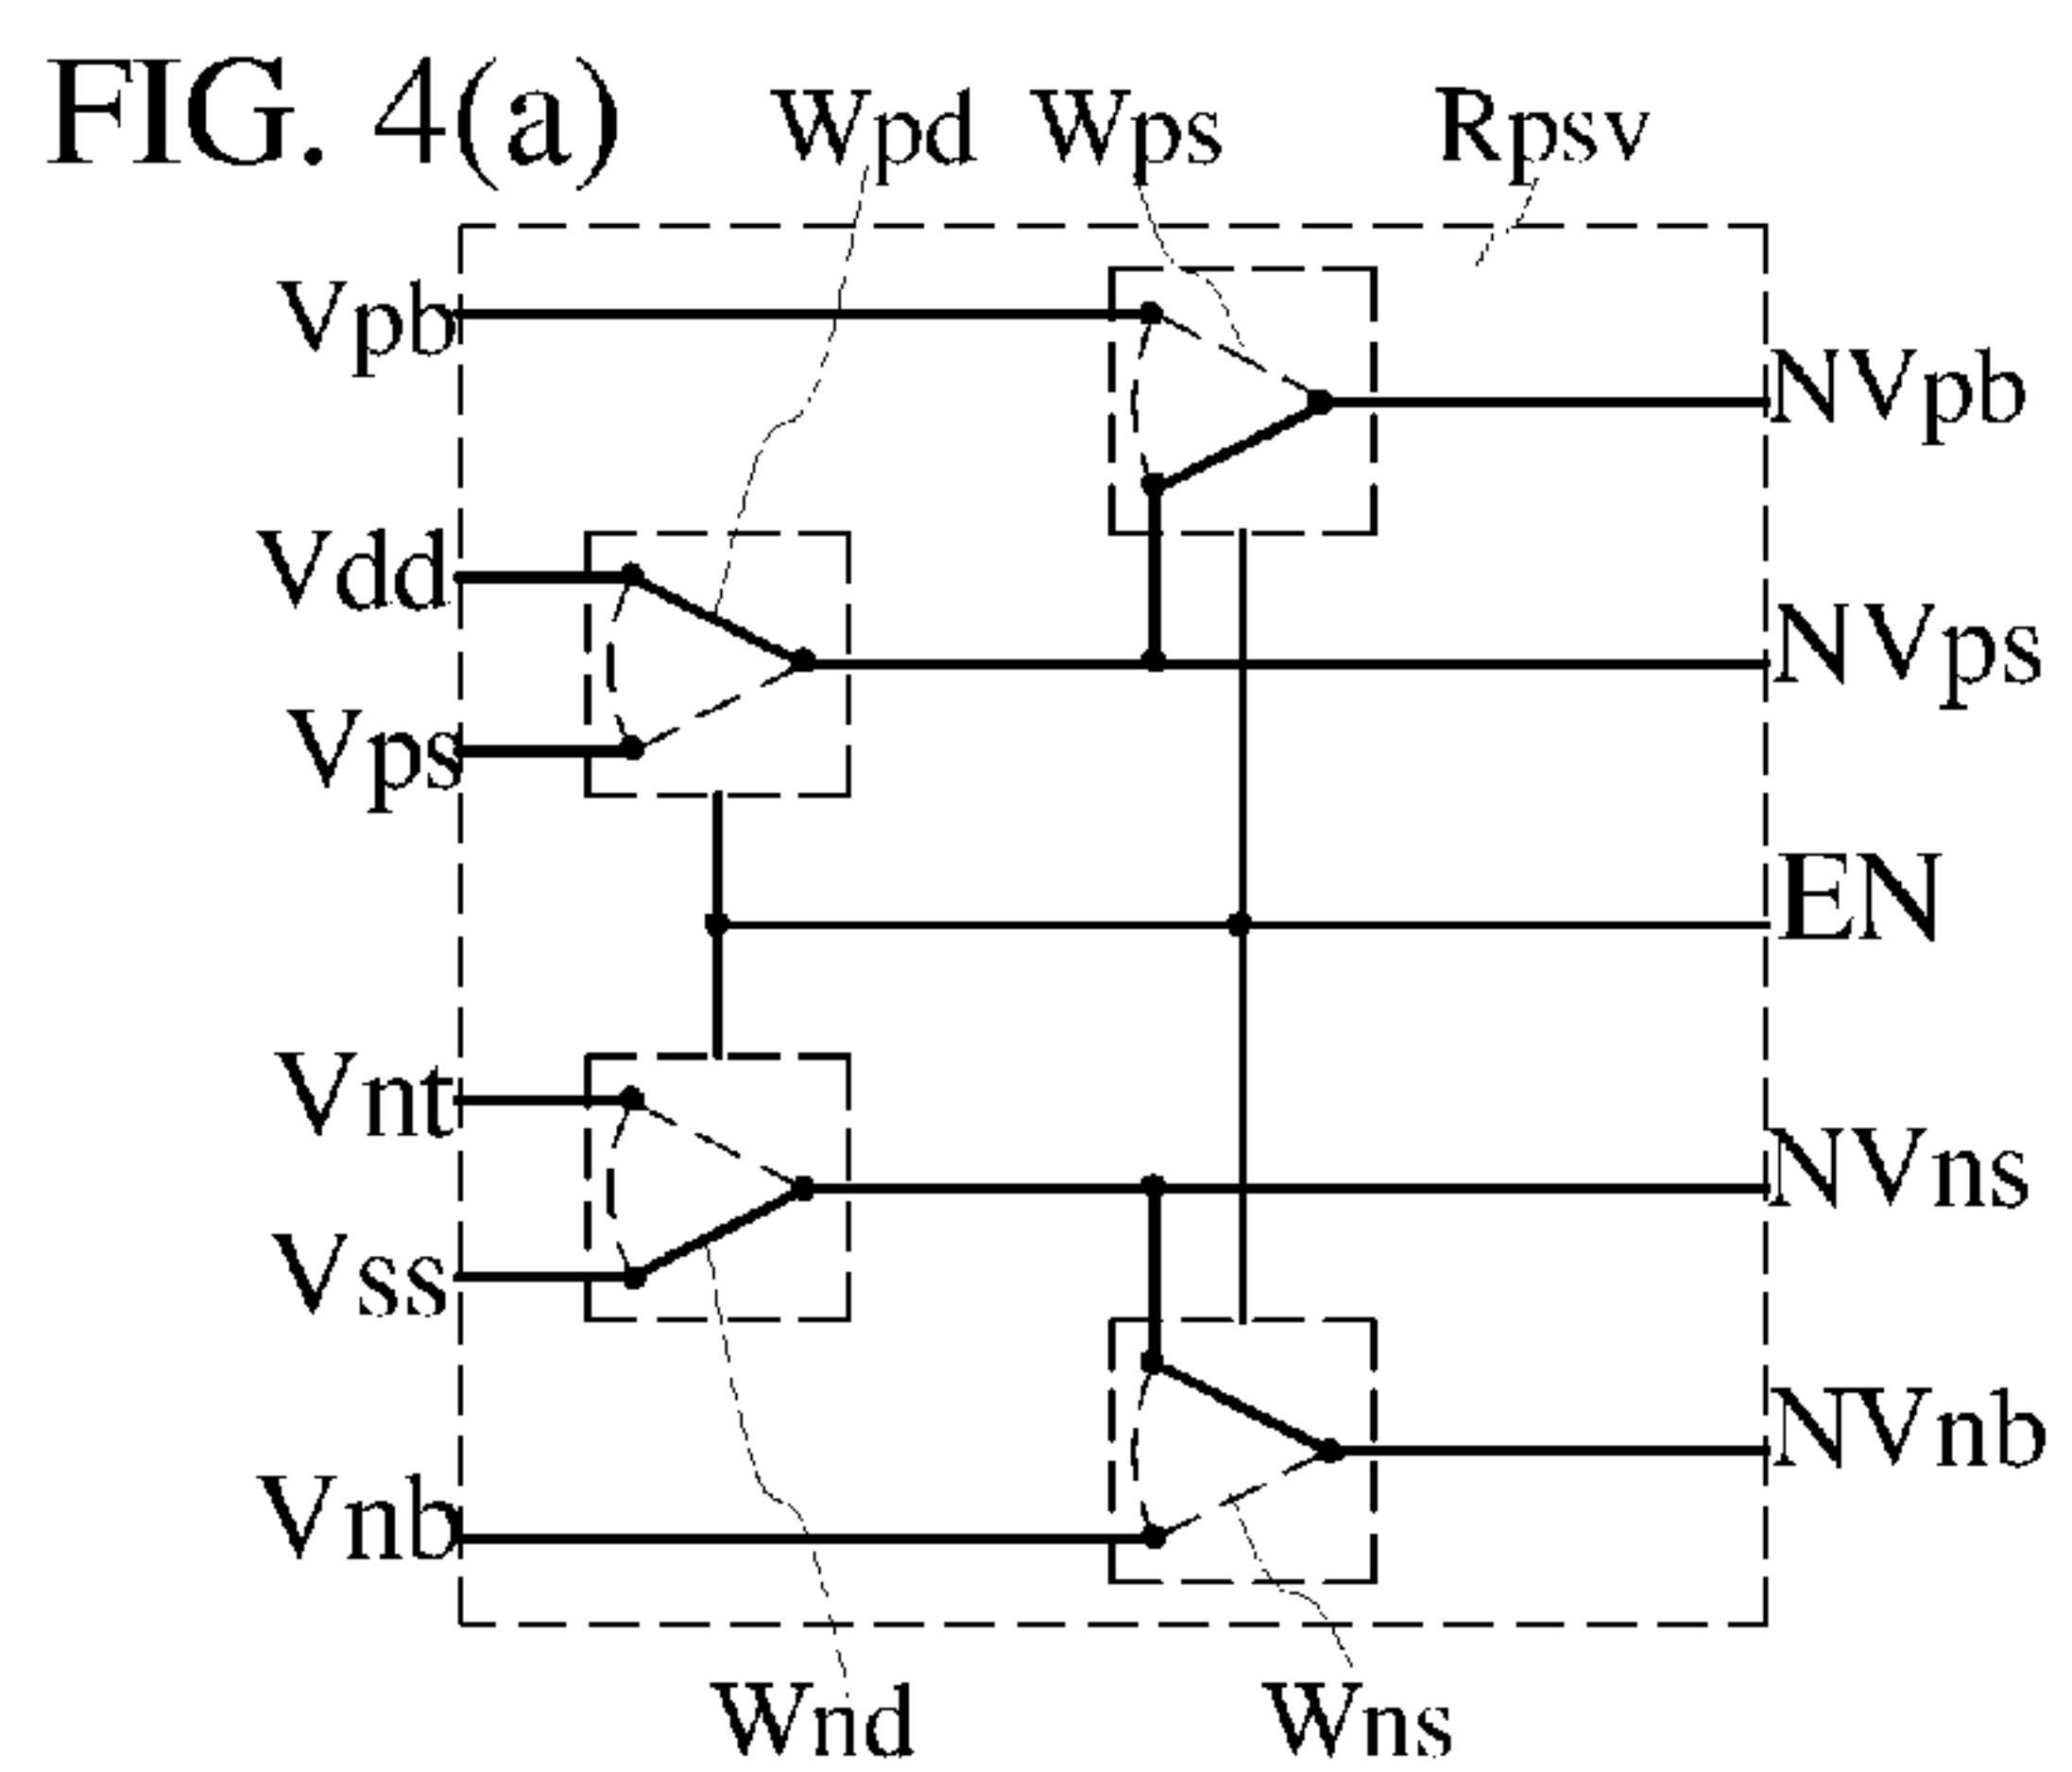 FIG. 4(a)
Wpd
Wps
Rpsv
Vpb
NVpb
Vdd
NVps
Vps
EN
Vnt
NVns
Vss
NVnb
Vnb
Wnd
Wns